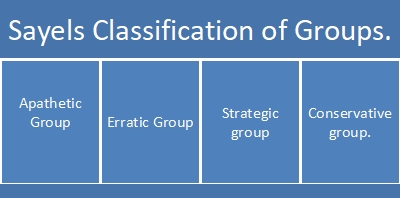 Sayels Classification of Groups.
Apathetic
Group
Erratic Group
Strategic
group
Conservative
group.